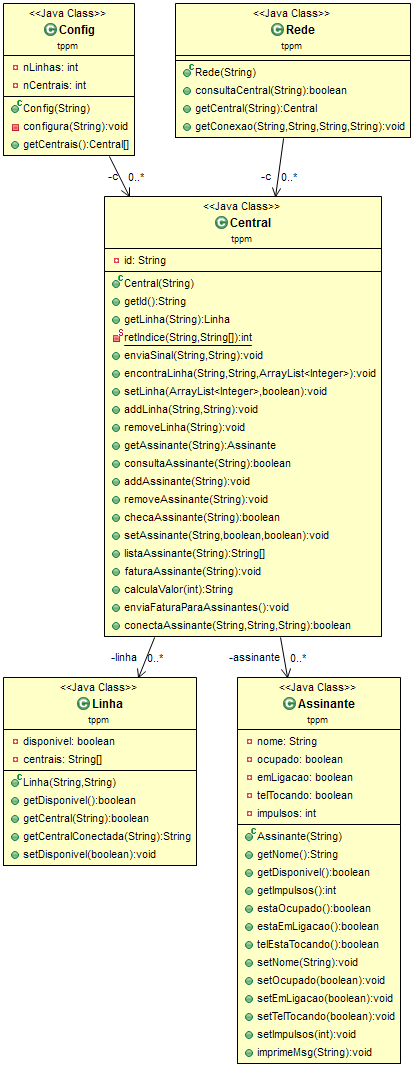 <<Java Class>>
Config
tppm
nLinhas: int
nCentrais: int
Config(String)
configura(String):void
getCentrais():Central[]
<<Java Class>>
Rede
tppm
Rede(String)
consultaCentral(String):boolean
getCentral(String):Central
getConexao(String,String,String,String):void
-c 0..*
-c 0..*
<<Java Class>>
Central
tppm
id: String
Central(String)
getId():String
getLinha(String):Linha
retIndice(String,String[]):int
enviaSinal(String,String):void
encontraLinha(String,String,ArrayList<Integer>):void
setLinha(ArrayList<Integer>,boolean):void
addLinha(String,String):void
removeLinha(String):void
getAssinante(String):Assinante
consultaAssinante(String):boolean
addAssinante(String):void
removeAssinante(String):void
checaAssinante(String):boolean
setAssinante(String,boolean,boolean):void
listaAssinante(String):String[]
faturaAssinante(String):void
calculaValor(int):String
enviaFaturaParaAssinantes():void
conectaAssinante(String,String,String):boolean
-linha 0..*
-assinante 0..*
<<Java Class>>
Linha
tppm
disponivel: boolean
centrais: String[]
Linha(String,String)
getDisponivel():boolean
getCentral(String):boolean
getCentralConectada(String):String
setDisponivel(boolean):void
<<Java Class>>
Assinante
tppm
nome: String
ocupado: boolean
emLigacao: boolean
telTocando: boolean
impulsos: int
Assinante(String)
getNome():String
getDisponivel():boolean
getImpulsos():int
estaOcupado():boolean
estaEmLigacao():boolean
telEstaTocando():boolean
setNome(String):void
setOcupado(boolean):void
setEmLigacao(boolean):void
setTelTocando(boolean):void
setImpulsos(int):void
imprimeMsg(String):void